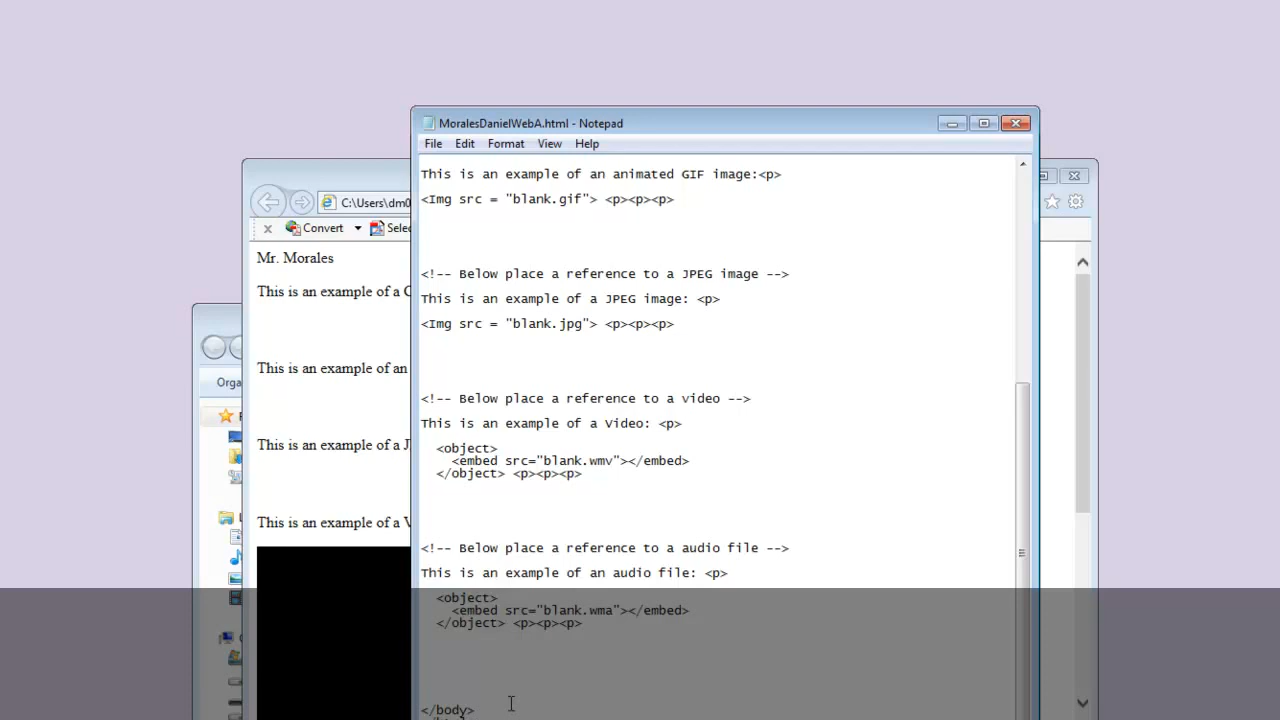 MoralesDanielWebA.html - Notepad
File Edit Format View Help
This is an example of an animated GIF image:<p>
<Img src = "blank.gif"> <p><p><p>
<!-- Below place a reference to a JPEG image -->
This is an example of a JPEG image: <p>
<Img src = "blank.jpg"> <p><p><p>
<!-- Below place a reference to a video -->
This is an example of a Video: <p>
<object>
<embed src="blank.wmv"></embed>
</object> <p><p><p>
<!-- Below place a reference to a audio file -->
This is an example of an audio file: <p>
<object>
<embed src="blank.wma"></embed>
</object> <p><p><p>
</body>
C:\Users\dm0
x Convert Selec
Mr. Morales
This is an example of a
This is an example of an
This is an example of a J
This is an example of a V
Orga